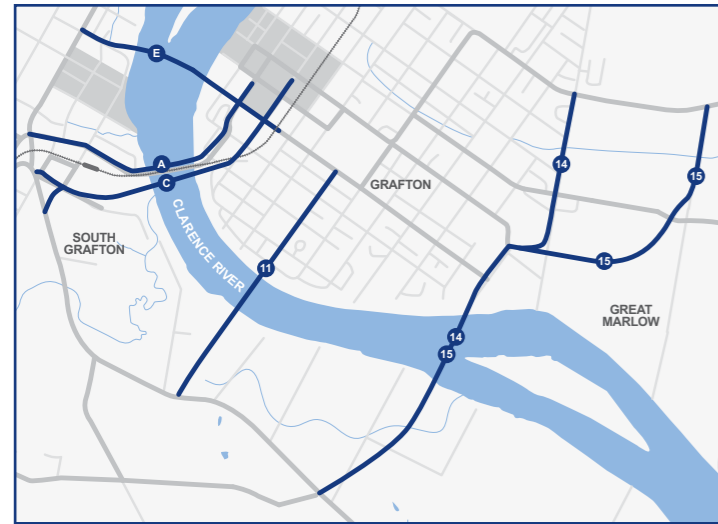 E
A
C
14
15
GRAFTON
SOUTH
GRAFTON
CLARENCE RIVER
11
15
GREAT
MARLOW
14
15